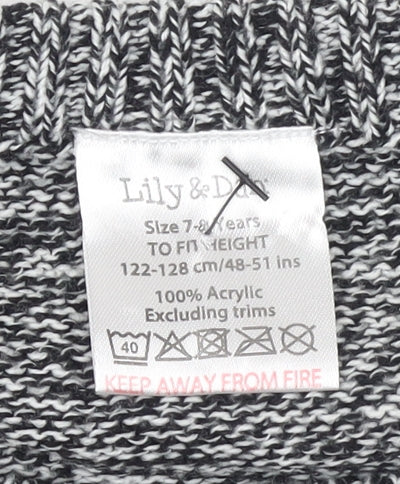 Lily & Dan
Size 7-8 Years
TO FIT HEIGHT
122-128 cm/48-51 ins
100% Acrylic
Excluding trims
40
KEEP AWAY FROM FIRE